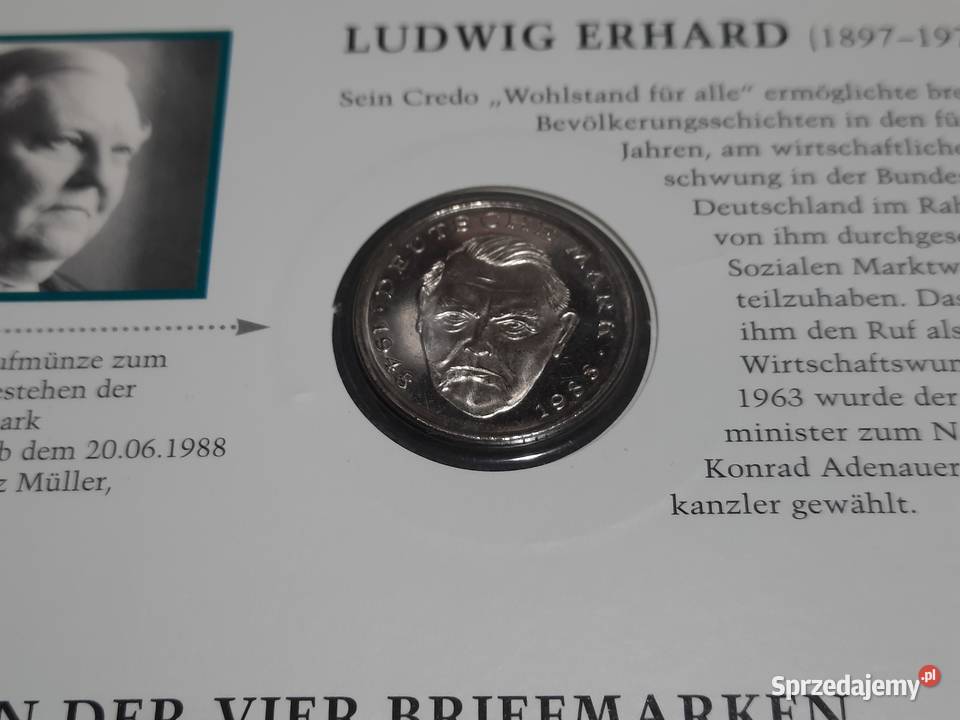 LUDWIG ERHARD (1897–197
Sein Credo „Wohlstand für alle“ ermöglichte bre
Bevölkerungsschichten in den fü
Jahren, am wirtschaftliche
schwung in der Bundes
Deutschland im Rah
von ihm durchgese
Sozialen Marktw
teilzuhaben. Das
ihm den Ruf als
Wirtschaftswun
1963 wurde der
minister zum N
Konrad Adenauer
kanzler gewählt.
· DEUTSCHE MARK ·
1948
1988
ufmünze zum
estehen der
ark
b dem 20.06.1988
z Müller,
N DER VIER BRIEFMARKEN
Sprzedajemy.pl